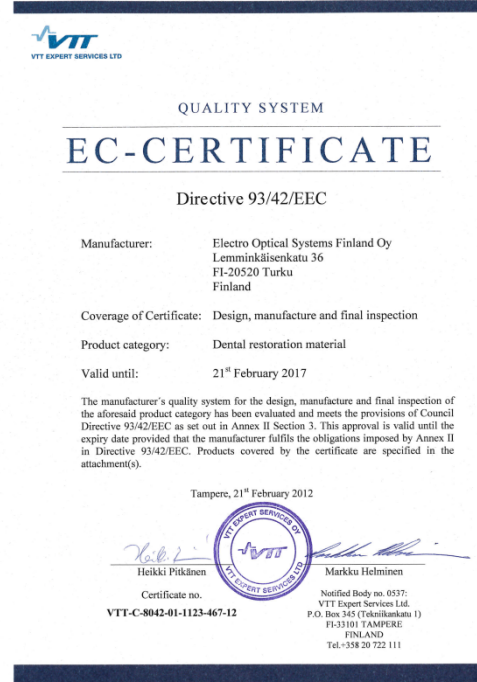 VTT
VTT EXPERT SERVICES LTD
QUALITY SYSTEM
EC-CERTIFICATE
Directive 93/42/EEC
Manufacturer: Electro Optical Systems Finland Oy
Lemminkäisenkatu 36
FI-20520 Turku
Finland
Coverage of Certificate: Design, manufacture and final inspection
Product category: Dental restoration material
Valid until: 21st February 2017
The manufacturer´s quality system for the design, manufacture and final inspection of
the aforesaid product category has been evaluated and meets the provisions of Council
Directive 93/42/EEC as set out in Annex II Section 3. This approval is valid until the
expiry date provided that the manufacturer fulfils the obligations imposed by Annex II
in Directive 93/42/EEC. Products covered by the certificate are specified in the
attachment(s).
Tampere, 21st February 2012
VTT EXPERT SERVICES OY
VTT
VTT EXPERT SERVICES LTD
Heikki Pitkänen
Markku Helminen
Certificate no.
VTT-C-8042-01-1123-467-12
Notified Body no. 0537:
VTT Expert Services Ltd.
P.O. Box 345 (Tekniikankatu 1)
FI-33101 TAMPERE
FINLAND
Tel.+358 20 722 111